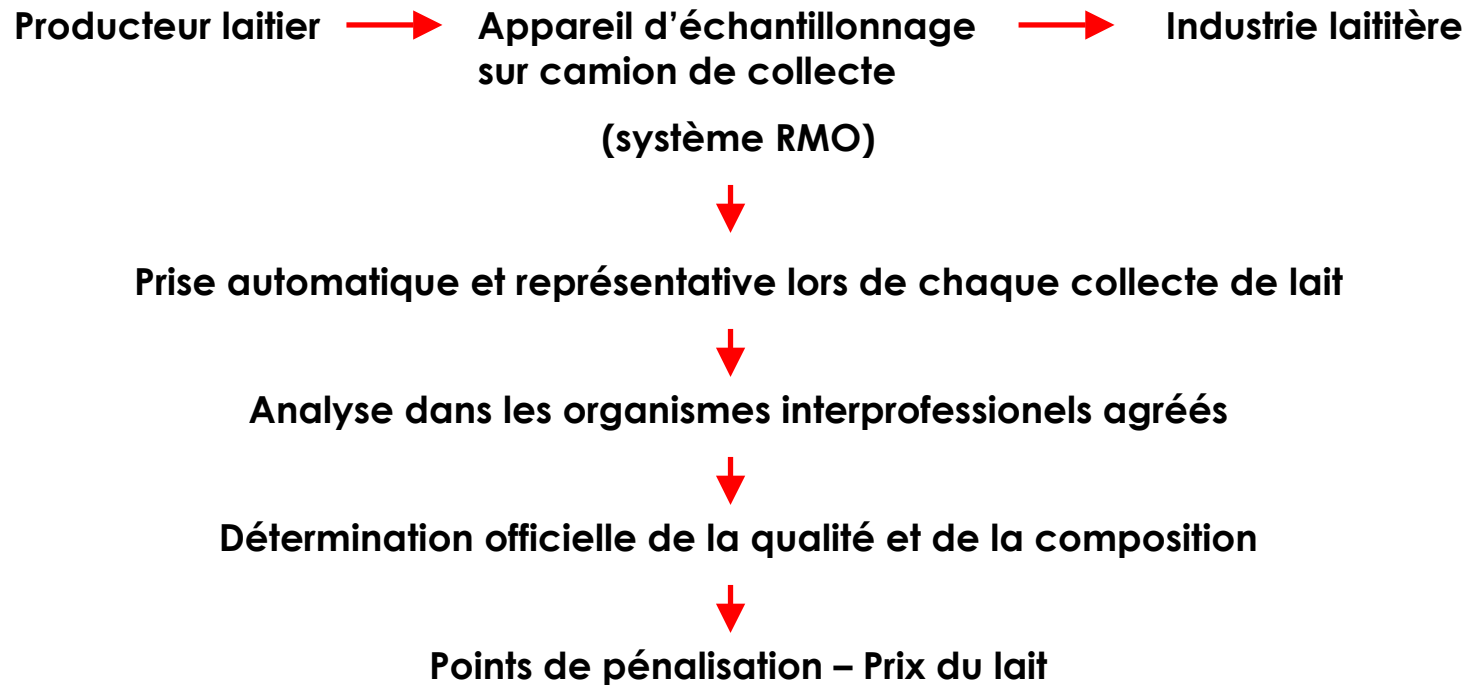 Producteur laitier Appareil d’échantillonnage Industrie laititère
sur camion de collecte
(système RMO)
Prise automatique et représentative lors de chaque collecte de lait
Analyse dans les organismes interprofessionels agréés
Détermination officielle de la qualité et de la composition
Points de pénalisation – Prix du lait